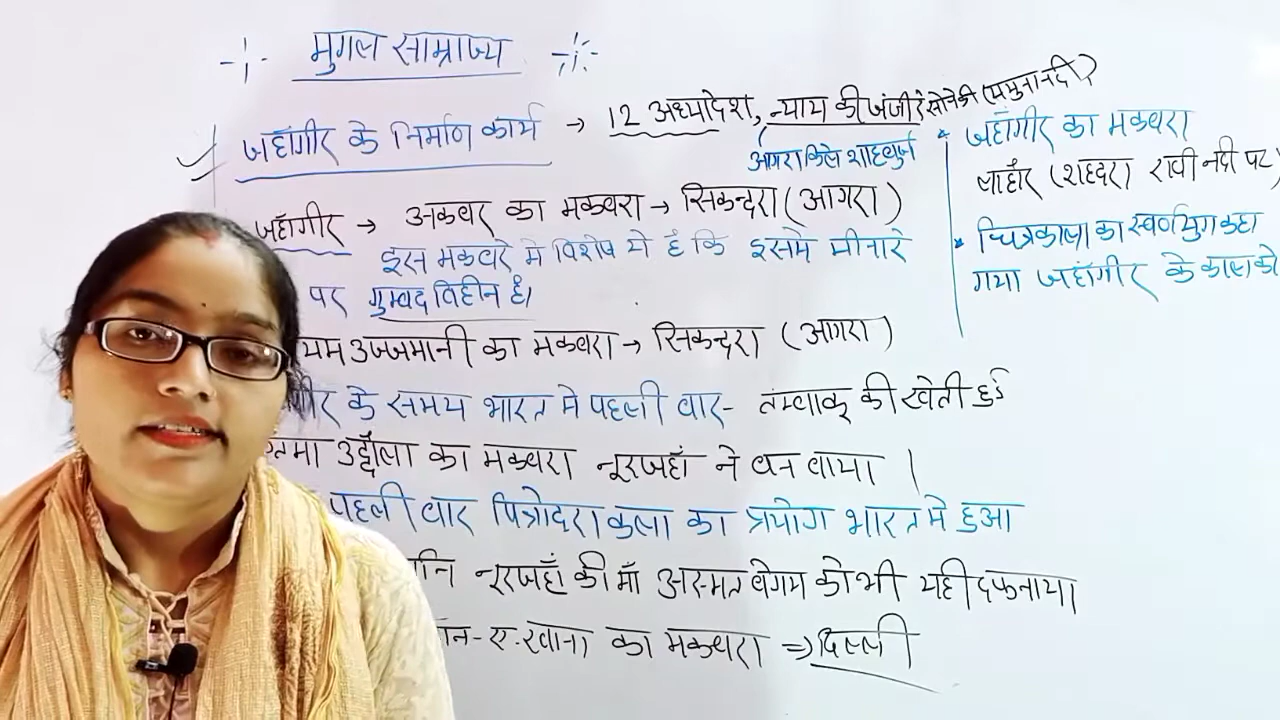 मुगल साम्राज्य
जहाँगीर के निर्माण कार्य → 12 अध्यादेश, न्याय की जंजीर सोने की (यमुना नदी)
आगरा किले शाहबुर्ज
जहाँगीर → अकबर का मकबरा → सिकन्दरा (आगरा)
इस मकबरे मे विशेष ये है कि इसमे मीनारे
पर गुम्बद विहीन है।
यम उज्जमानी का मकबरा → सिकन्दरा (आगरा)
गीर के समय भारत मे पहली बार - तम्बाकू की खेती हुई
तमा उद्दौला का मकबरा नूरजहाँ ने बनवाया।
पहली बार पित्रोदरा कला का प्रयोग भारत मे हुआ
नूरजहाँ की माँ अस्मत बेगम को भी यही दफनाया
न-ए-खाना का मकबरा ⇒ दिल्ली
* जहाँगीर का मकबरा
लाहौर (शहदरा रावी नदी पर)
* चित्रकला का स्वर्णयुग कहा
गया जहाँगीर के काल को